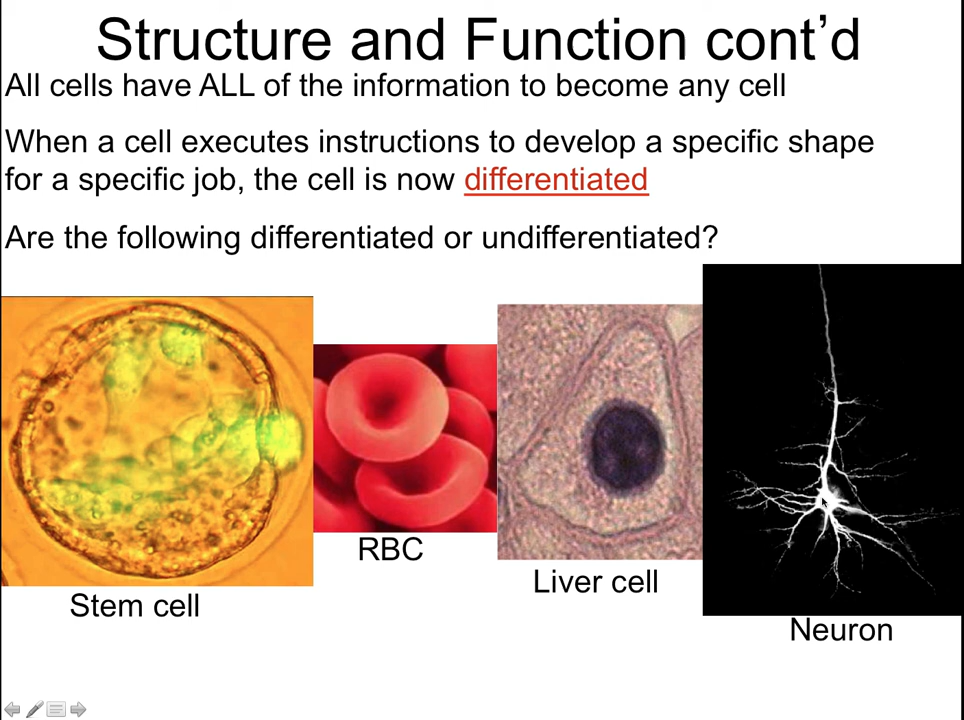 Structure and Function cont’d
All cells have ALL of the information to become any cell
When a cell executes instructions to develop a specific shape
for a specific job, the cell is now differentiated
Are the following differentiated or undifferentiated?
RBC
Liver cell
Stem cell
Neuron